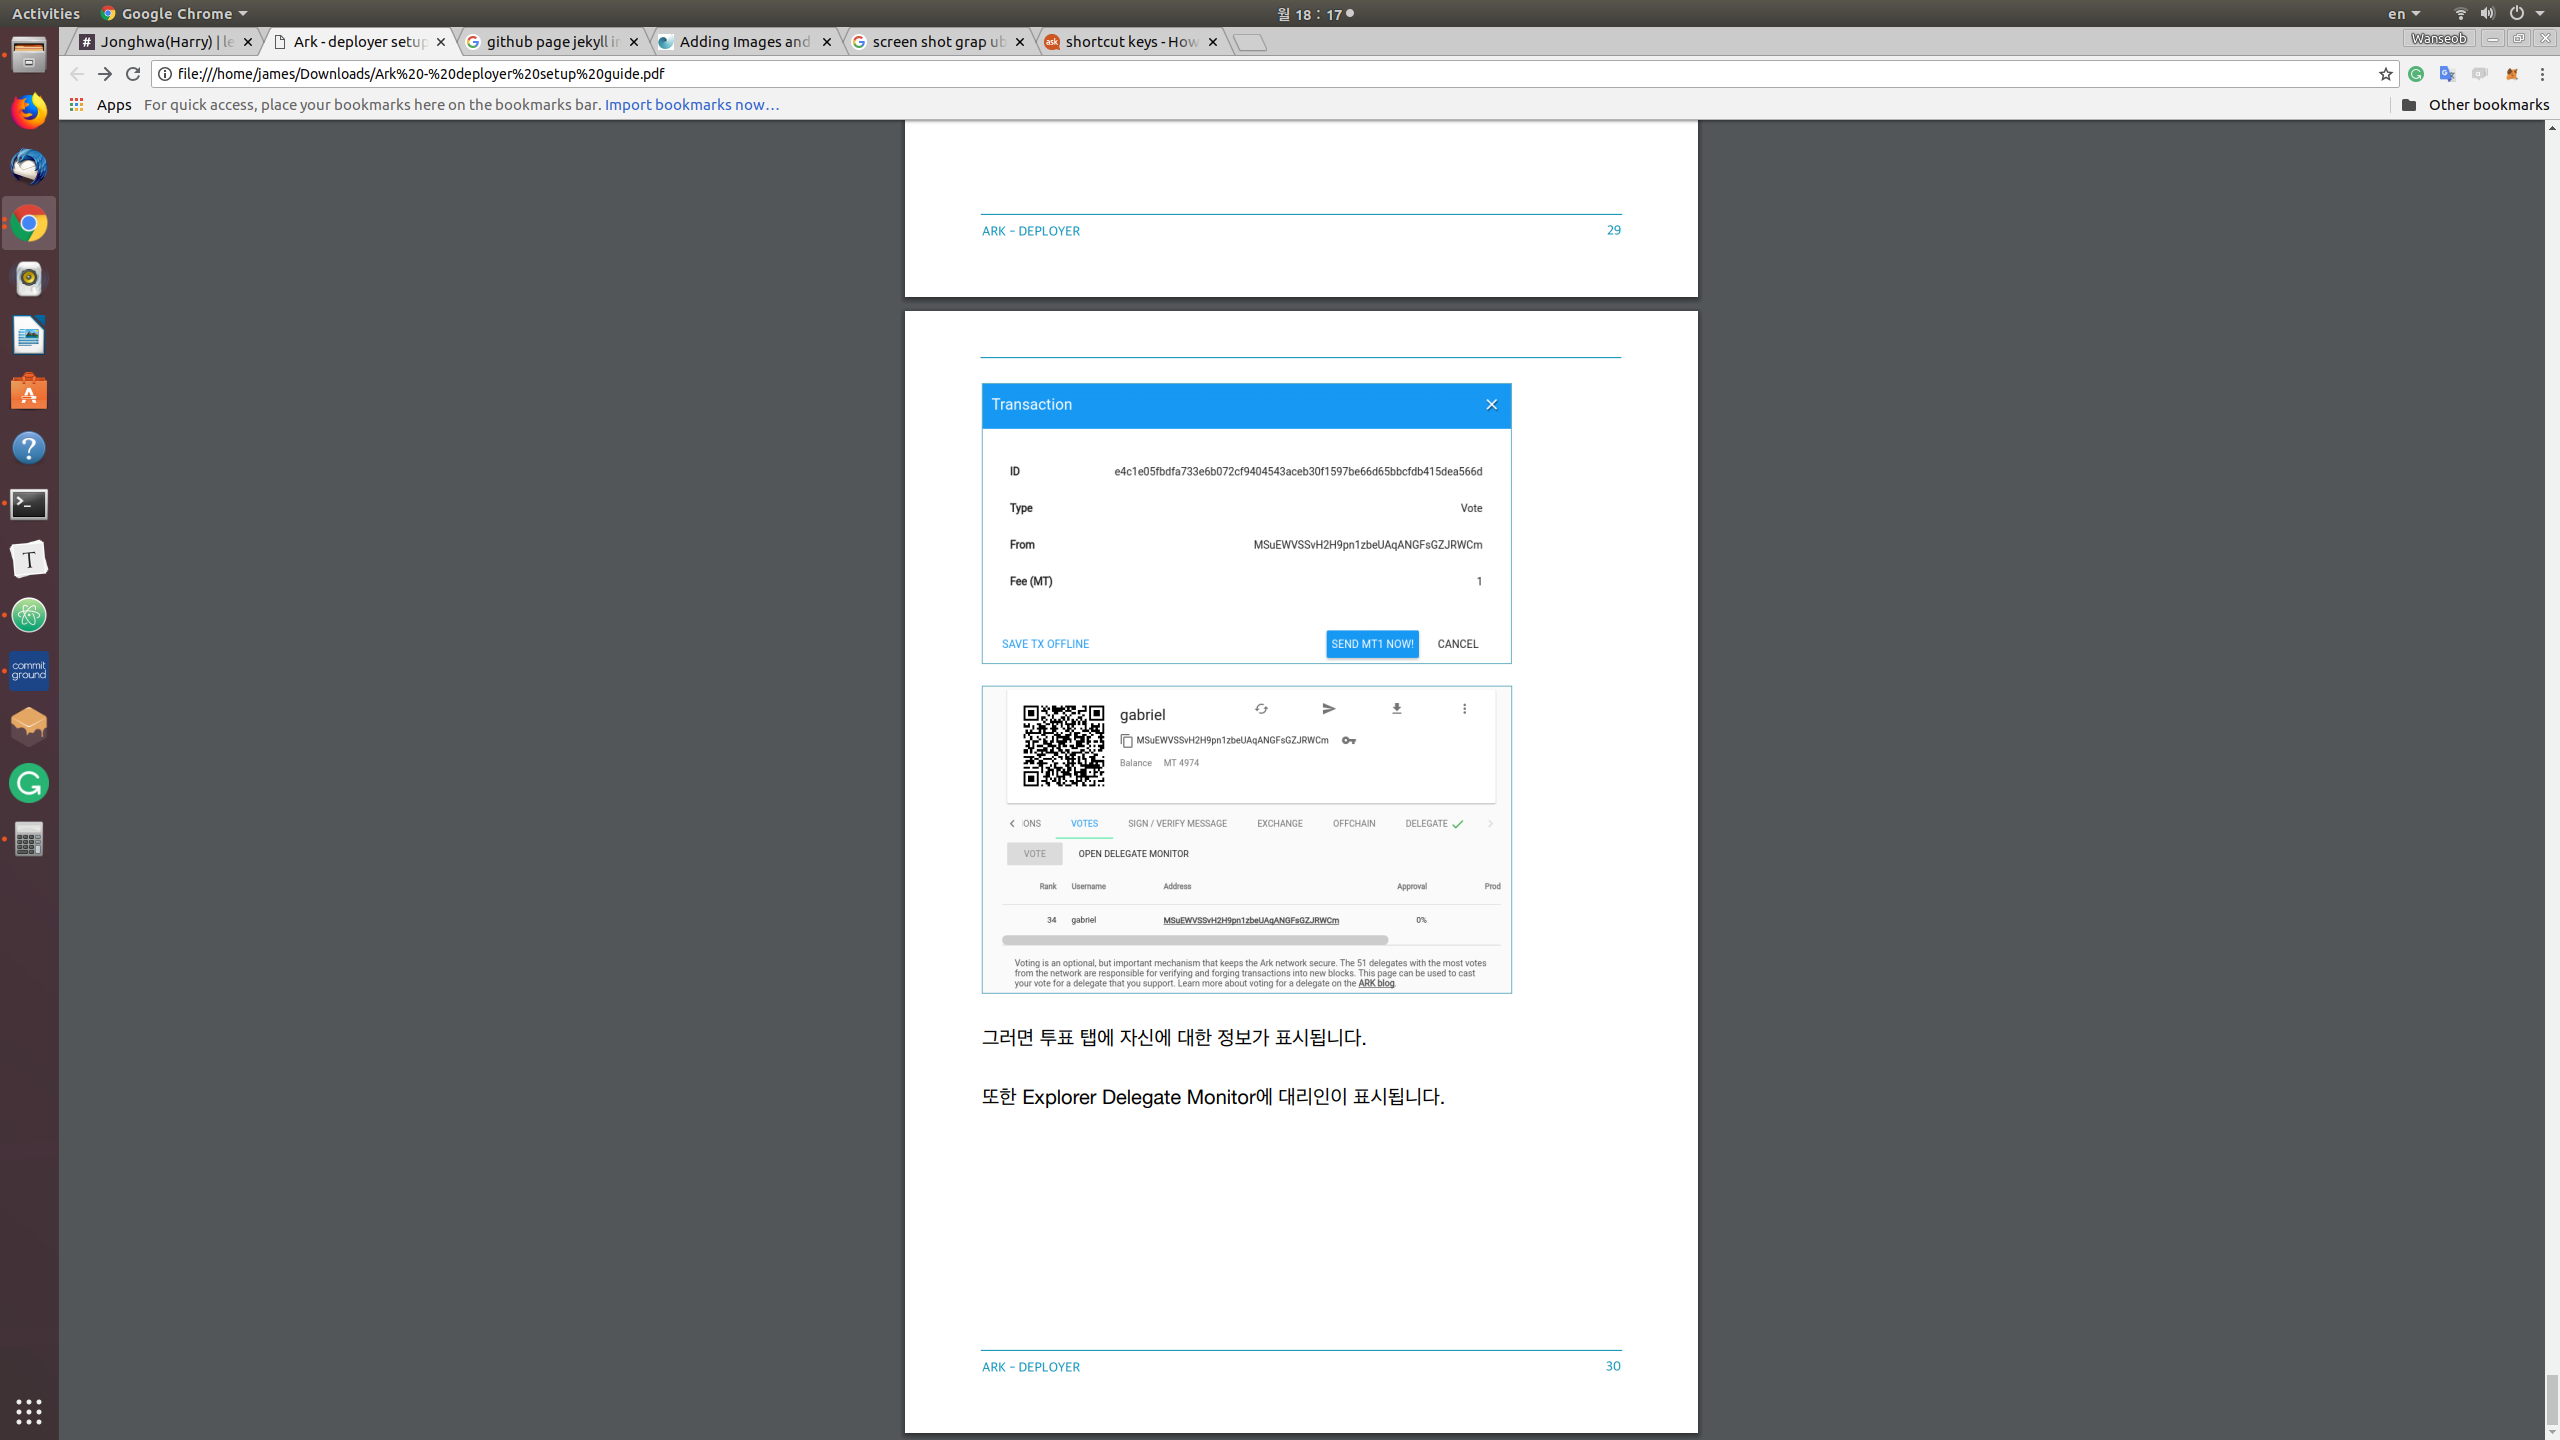 Activities
Google Chrome
월 18 : 17
en
Jonghwa(Harry) | le
Ark - deployer setup
github page jekyll in
Adding Images and
screen shot grap ub
ask
shortcut keys - How
Wanseob
file:///home/james/Downloads/Ark%20-%20deployer%20setup%20guide.pdf
Apps
For quick access, place your bookmarks here on the bookmarks bar. Import bookmarks now…
Other bookmarks
ARK - DEPLOYER
29
Transaction
ID
e4c1e05fbdfa733e6b072cf9404543aceb30f1597be66d65bbcfdb415dea566d
Type
Vote
From
MSuEWVSSvH2H9pn1zbeUAqANGFsGZJRWCm
Fee (MT)
1
SAVE TX OFFLINE
SEND MT1 NOW!
CANCEL
commit
ground
gabriel
MSuEWVSSvH2H9pn1zbeUAqANGFsGZJRWCm
Balance MT 4974
IONS
VOTES
SIGN / VERIFY MESSAGE
EXCHANGE
OFFCHAIN
DELEGATE
VOTE
OPEN DELEGATE MONITOR
Rank Username Address Approval Prod
34 gabriel MSuEWVSSvH2H9pn1zbeUAqANGFsGZJRWCm 0%
Voting is an optional, but important mechanism that keeps the Ark network secure. The 51 delegates with the most votes
from the network are responsible for verifying and forging transactions into new blocks. This page can be used to cast
your vote for a delegate that you support. Learn more about voting for a delegate on the ARK blog.
그러면 투표 탭에 자신에 대한 정보가 표시됩니다.
또한 Explorer Delegate Monitor에 대리인이 표시됩니다.
ARK - DEPLOYER
30